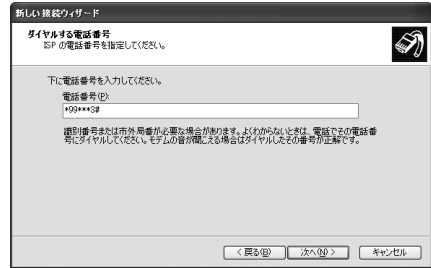 新しい接続ウィザード
ダイヤルする電話番号
ISP の電話番号を指定してください。
下に電話番号を入力してください。
電話番号(P):
*99***3#
識別番号または市外局番が必要な場合があります。よくわからないときは、電話でその電話番
号にダイヤルしてください。モデムの音が聞こえる場合はダイヤルしたその番号が正解です。
< 戻る(B)
次へ(N) >
キャンセル